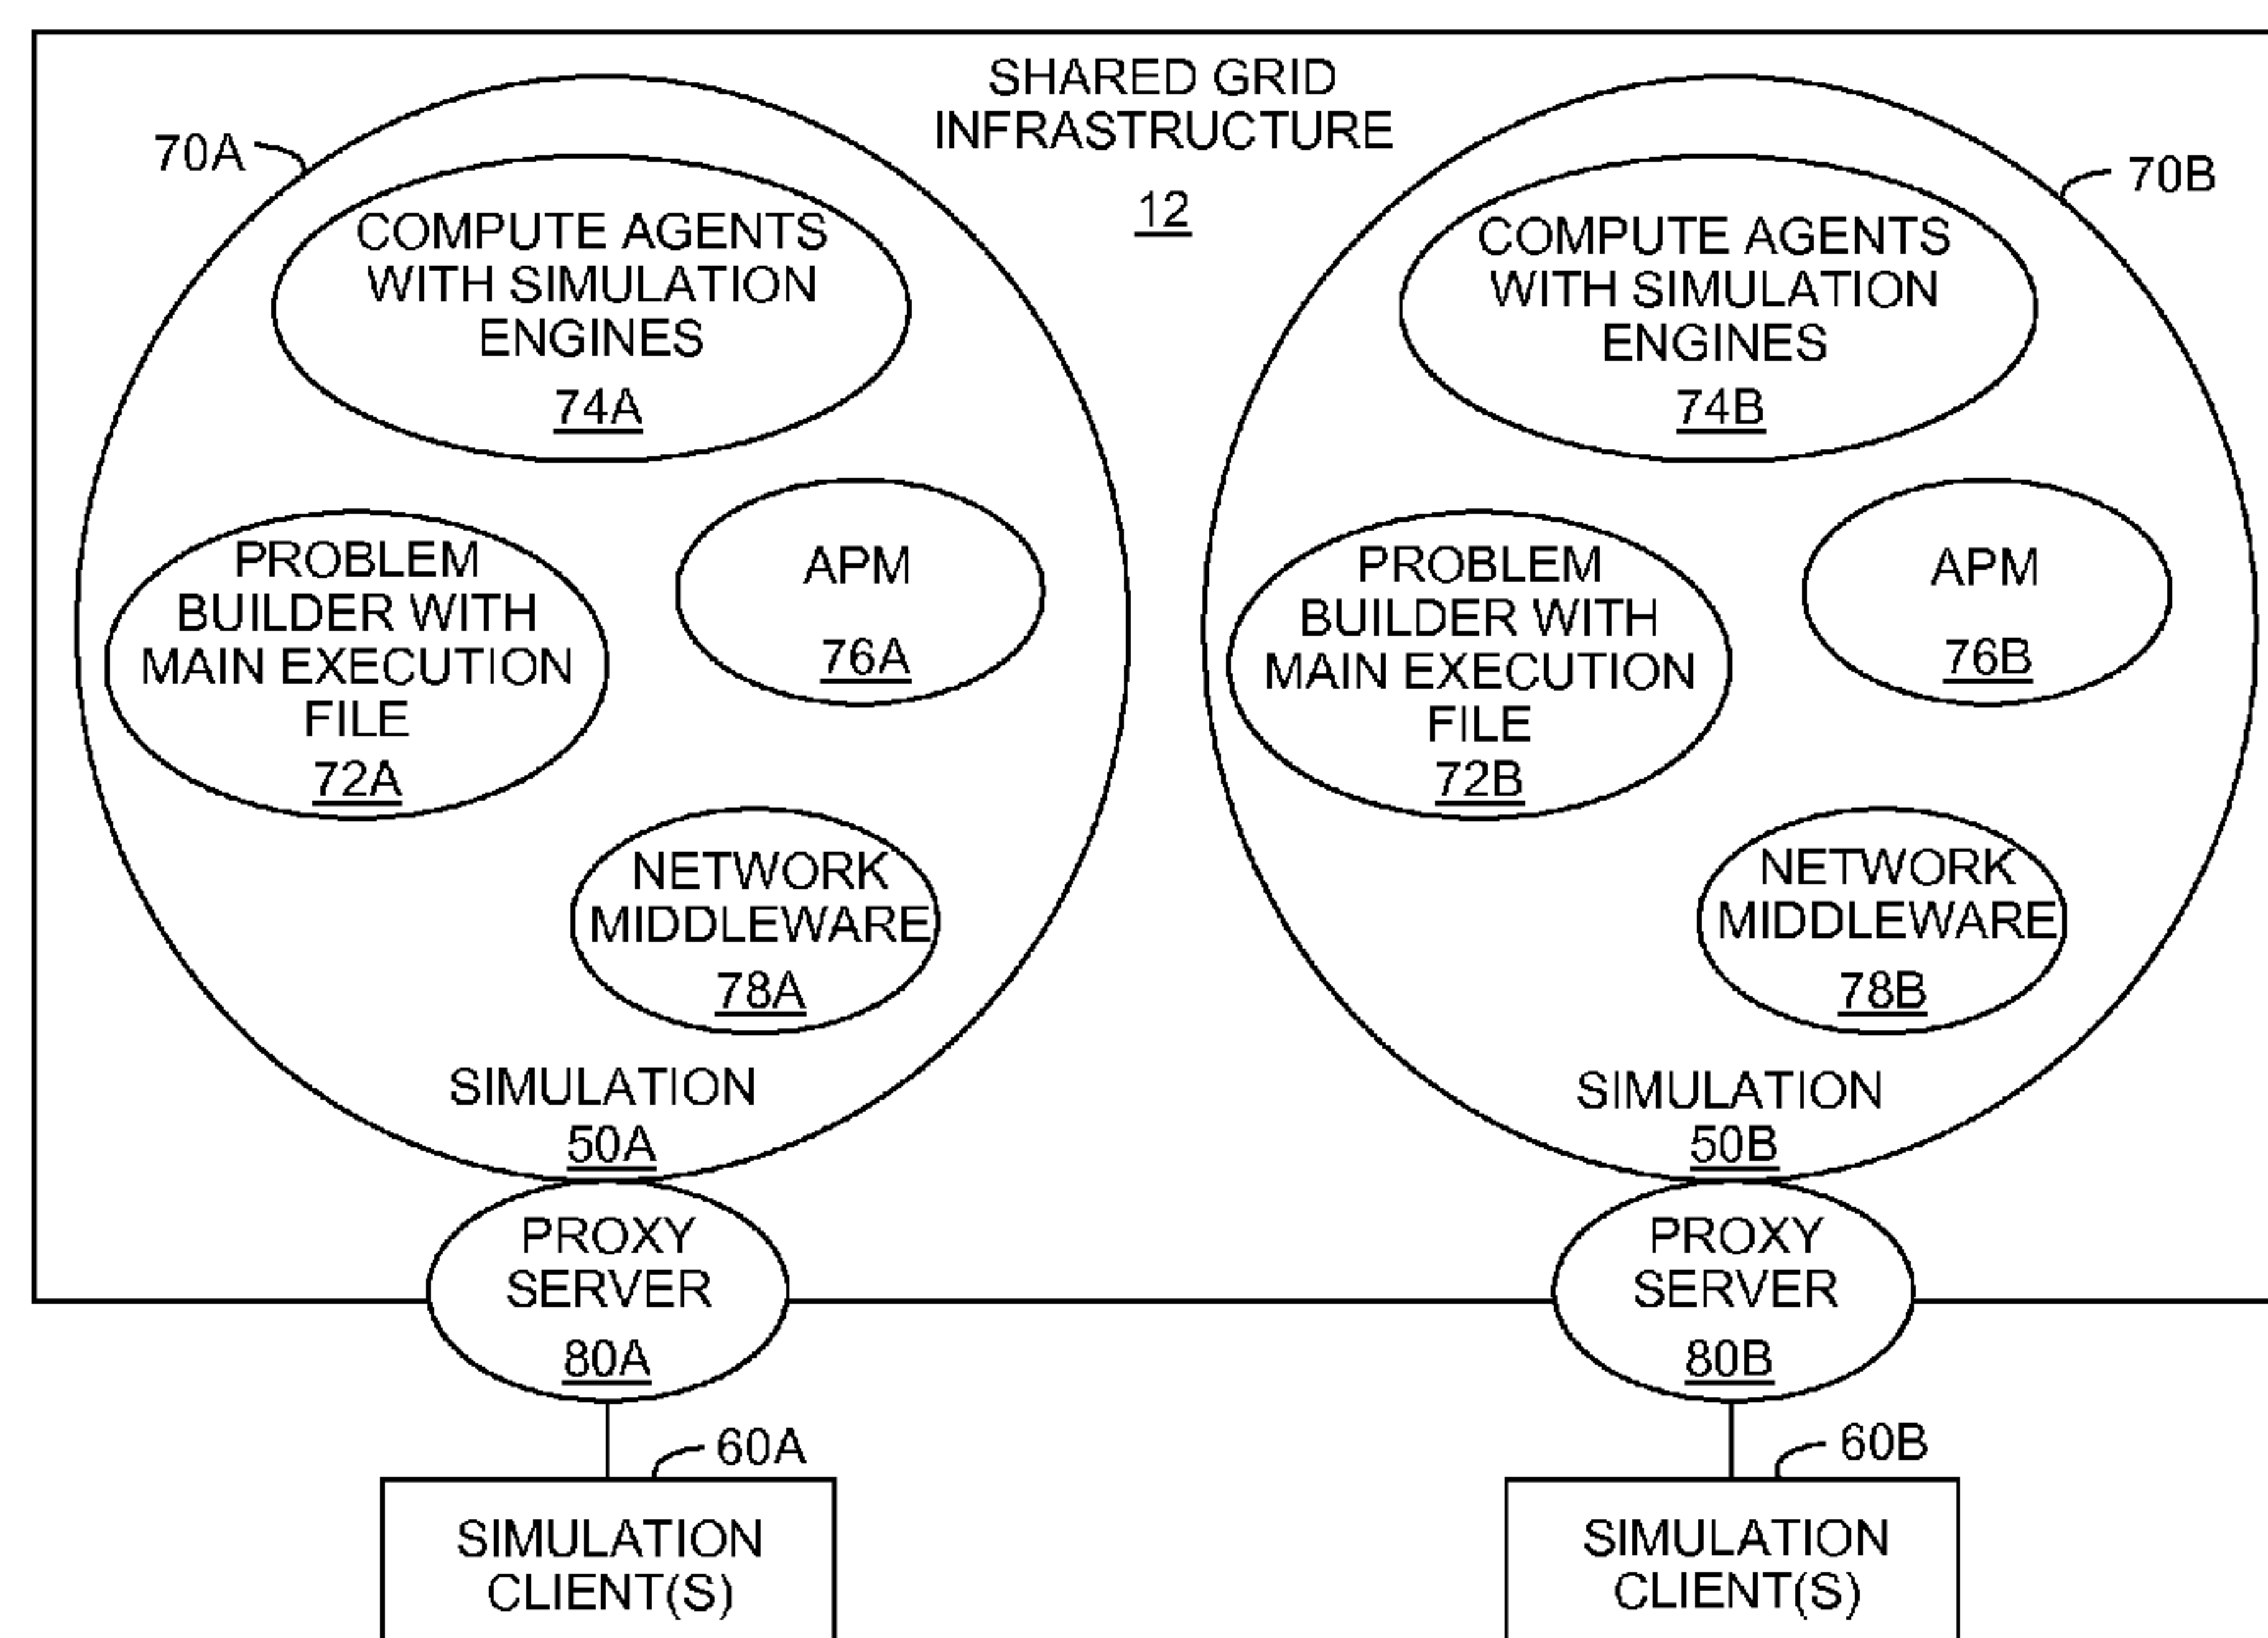 SHARED GRID
INFRASTRUCTURE
12
70A
COMPUTE AGENTS
WITH SIMULATION
ENGINES
74A
PROBLEM
BUILDER WITH
MAIN EXECUTION
FILE
72A
APM
76A
NETWORK
MIDDLEWARE
78A
SIMULATION
50A
PROXY
SERVER
80A
60A
SIMULATION
CLIENT(S)
70B
COMPUTE AGENTS
WITH SIMULATION
ENGINES
74B
PROBLEM
BUILDER WITH
MAIN EXECUTION
FILE
72B
APM
76B
NETWORK
MIDDLEWARE
78B
SIMULATION
50B
PROXY
SERVER
80B
60B
SIMULATION
CLIENT(S)